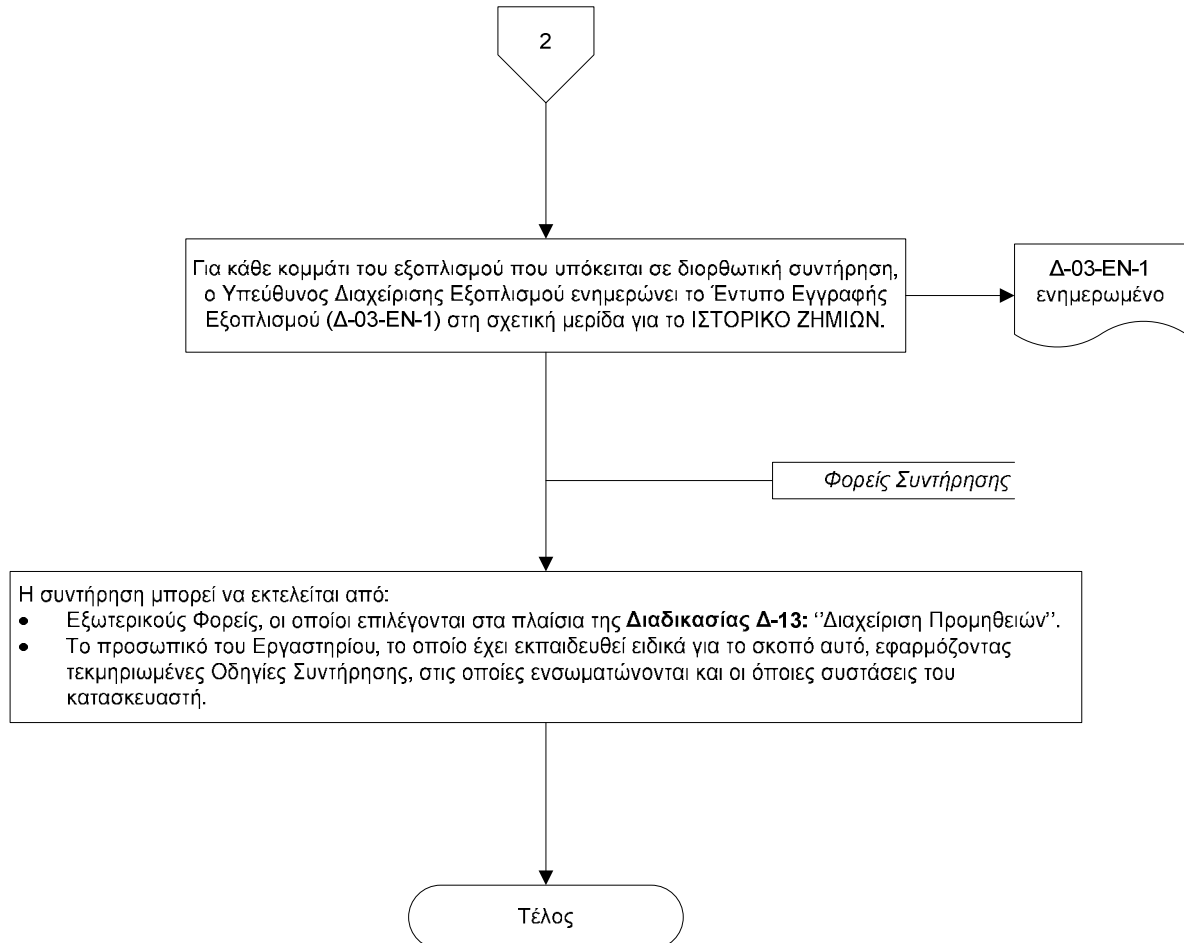 2
Για κάθε κομμάτι του εξοπλισμού που υπόκειται σε διορθωτική συντήρηση,
ο Υπεύθυνος Διαχείρισης Εξοπλισμού ενημερώνει το Έντυπο Εγγραφής
Εξοπλισμού (Δ-03-ΕΝ-1) στη σχετική μερίδα για το ΙΣΤΟΡΙΚΟ ΖΗΜΙΩΝ.
Δ-03-ΕΝ-1
ενημερωμένο
Φορείς Συντήρησης
Η συντήρηση μπορεί να εκτελείται από:
• Εξωτερικούς Φορείς, οι οποίοι επιλέγονται στα πλαίσια της Διαδικασίας Δ-13: ‘‘Διαχείριση Προμηθειών’’.
• Το προσωπικό του Εργαστηρίου, το οποίο έχει εκπαιδευθεί ειδικά για το σκοπό αυτό, εφαρμόζοντας
τεκμηριωμένες Οδηγίες Συντήρησης, στις οποίες ενσωματώνονται και οι όποιες συστάσεις του
κατασκευαστή.
Τέλος